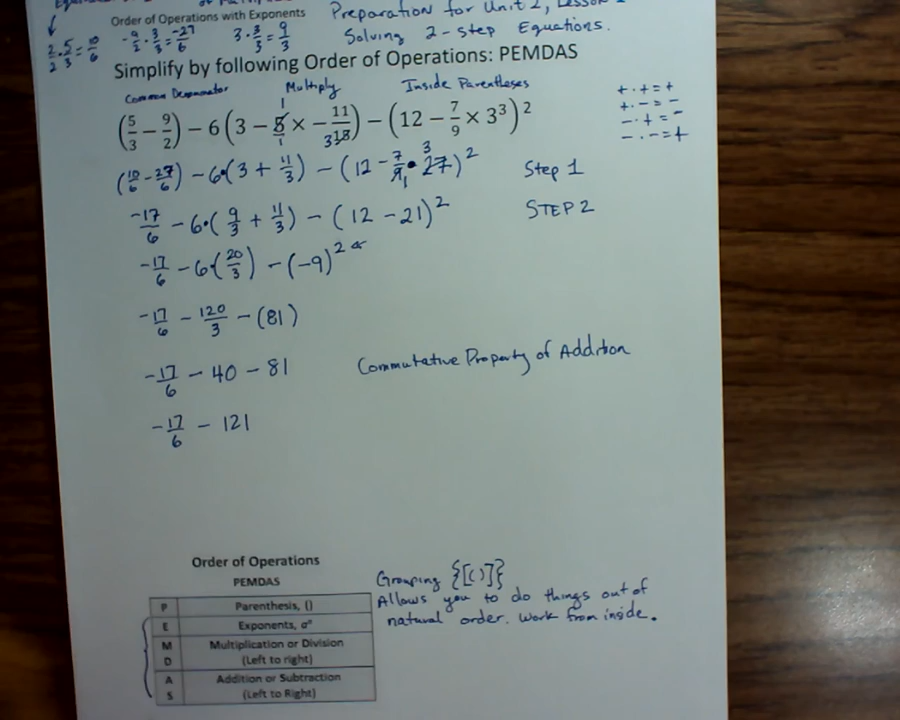 Order of Operations with Exponents
Preparation for Unit 2,
Solving 2-step Equations.
2/2 · 5/3 = 10/6
-9/2 · 3/3 = -27/6
3 · 3/3 = 9/3
Simplify by following Order of Operations: PEMDAS
Common Denominator Multiply Inside Parentheses
(5/3 − 9/2) − 6(3 − 5 × − 11/18) − (12 − 7/9 × 3³)²
1 1 3
+ · + = +
+ · - = -
- · + = -
- · - = +
(10/6 - 27/6) - 6·(3 + 11/3) - (12 - 7/9 · 27)² Step 1
1 3
-17/6 - 6·(9/3 + 11/3) - (12 - 21)² STEP 2
-17/6 - 6·(20/3) - (-9)²
-17/6 - 120/3 - (81)
-17/6 - 40 - 81 Commutative Property of Addition
-17/6 - 121
Order of Operations
PEMDAS
P Parenthesis, ()
E Exponents, aⁿ
M Multiplication or Division
D (Left to right)
A Addition or Subtraction
S (Left to Right)
Grouping {[()]}
Allows you to do things out of
natural order. Work from inside.